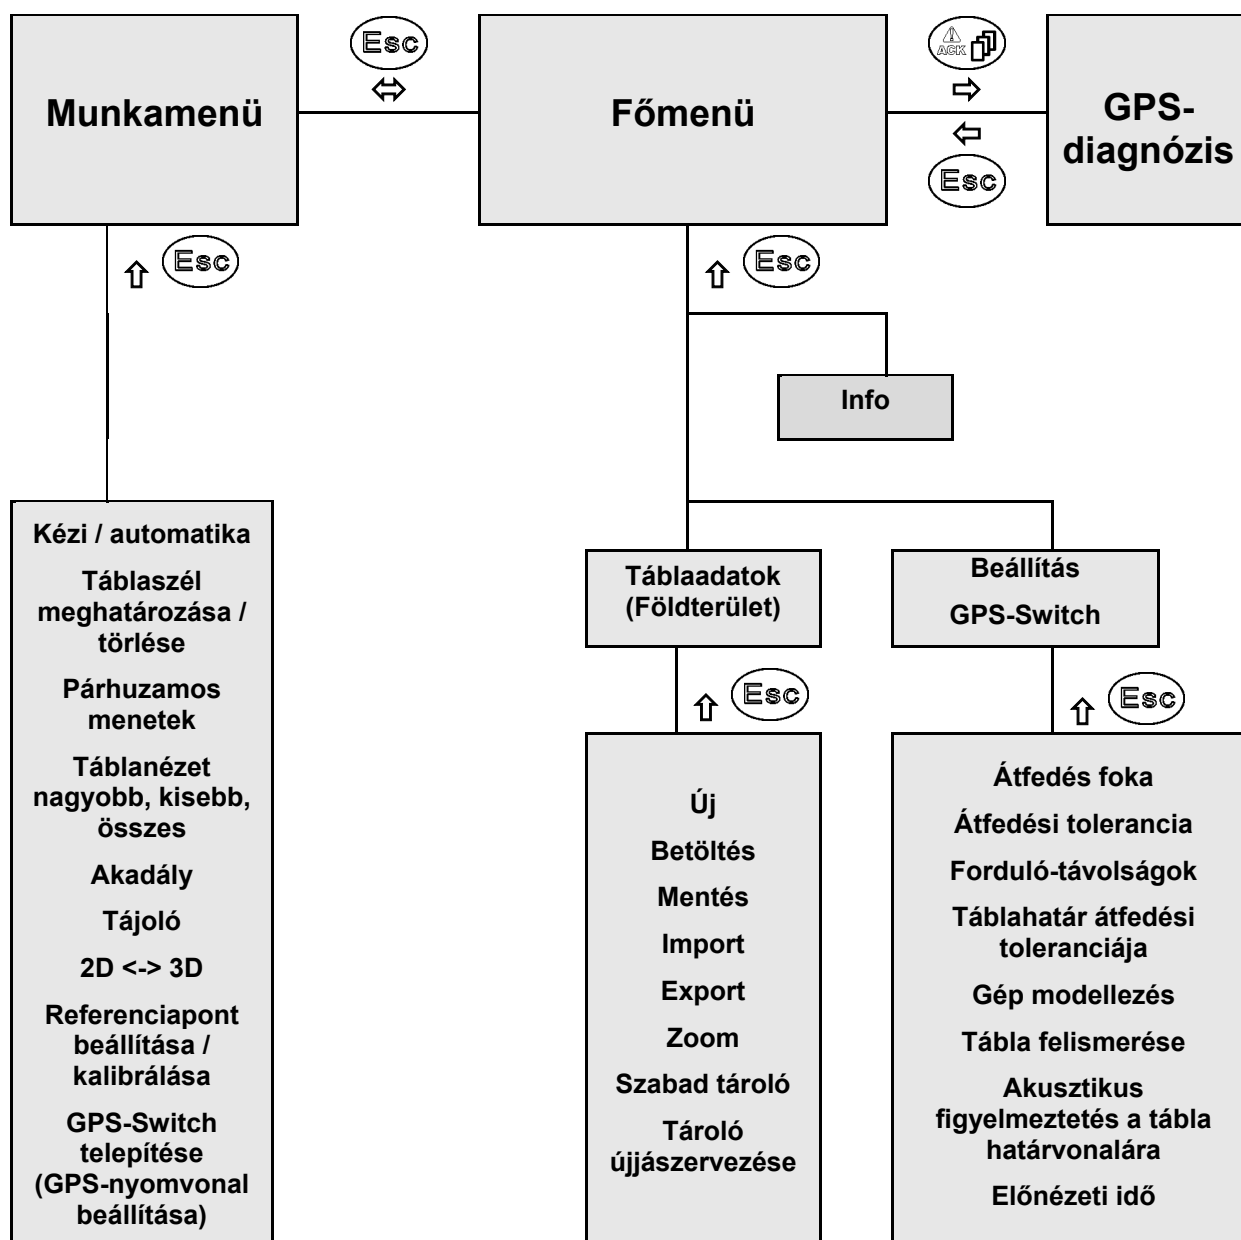 Esc
ACK
Munkamenü
Főmenü
GPS-
diagnózis
Esc
Esc
Esc
Info
Kézi / automatika
Táblaszél
meghatározása /
törlése
Párhuzamos
menetek
Táblanézet
nagyobb, kisebb,
összes
Akadály
Tájoló
2D <-> 3D
Referenciapont
beállítása /
kalibrálása
GPS-Switch
telepítése
(GPS-nyomvonal
beállítása)
Táblaadatok
(Földterület)
Esc
Új
Betöltés
Mentés
Import
Export
Zoom
Szabad tároló
Tároló
újjászervezése
Beállítás
GPS-Switch
Esc
Átfedés foka
Átfedési tolerancia
Forduló-távolságok
Táblahatár átfedési
toleranciája
Gép modellezés
Tábla felismerése
Akusztikus
figyelmeztetés a tábla
határvonalára
Előnézeti idő